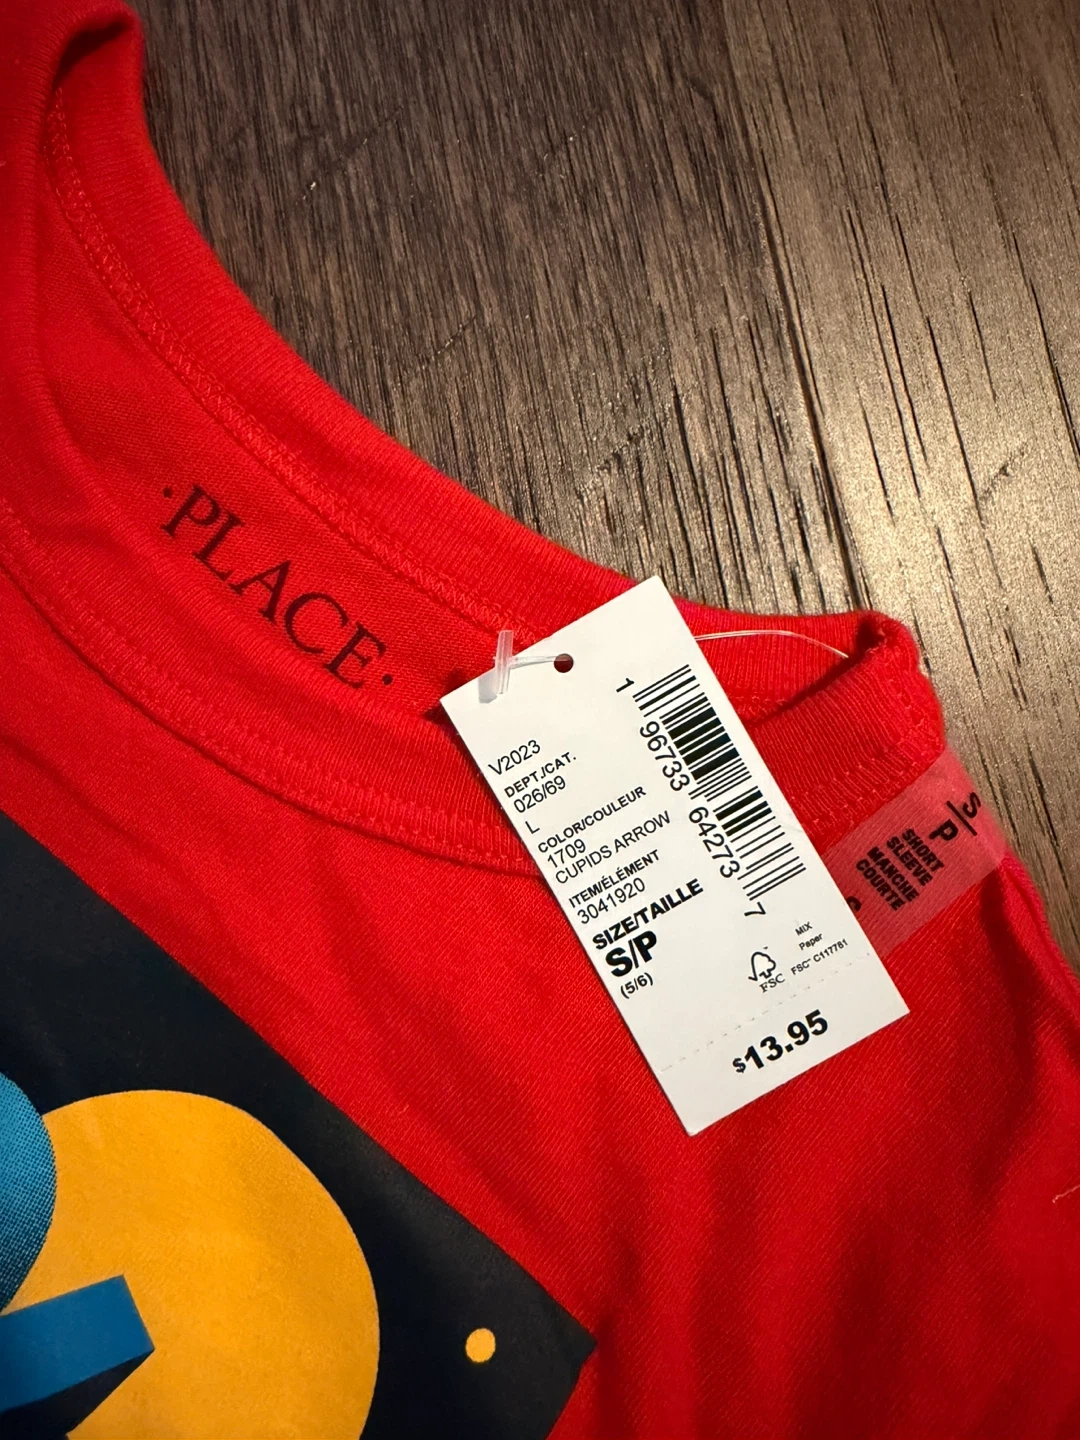 ·PLACE·
V2023
DEPT./CAT.
026/69
L
COLOR/COULEUR
1709
CUPIDS ARROW
ITEM/ÉLÉMENT
3041920
SIZE/TAILLE
S/P
(5/6)
1 96733 64273 7
FSC
MIX
Paper
FSC™ C117781
$13.95
S/P
SHORT
SLEEVE
MANCHE
COURTE